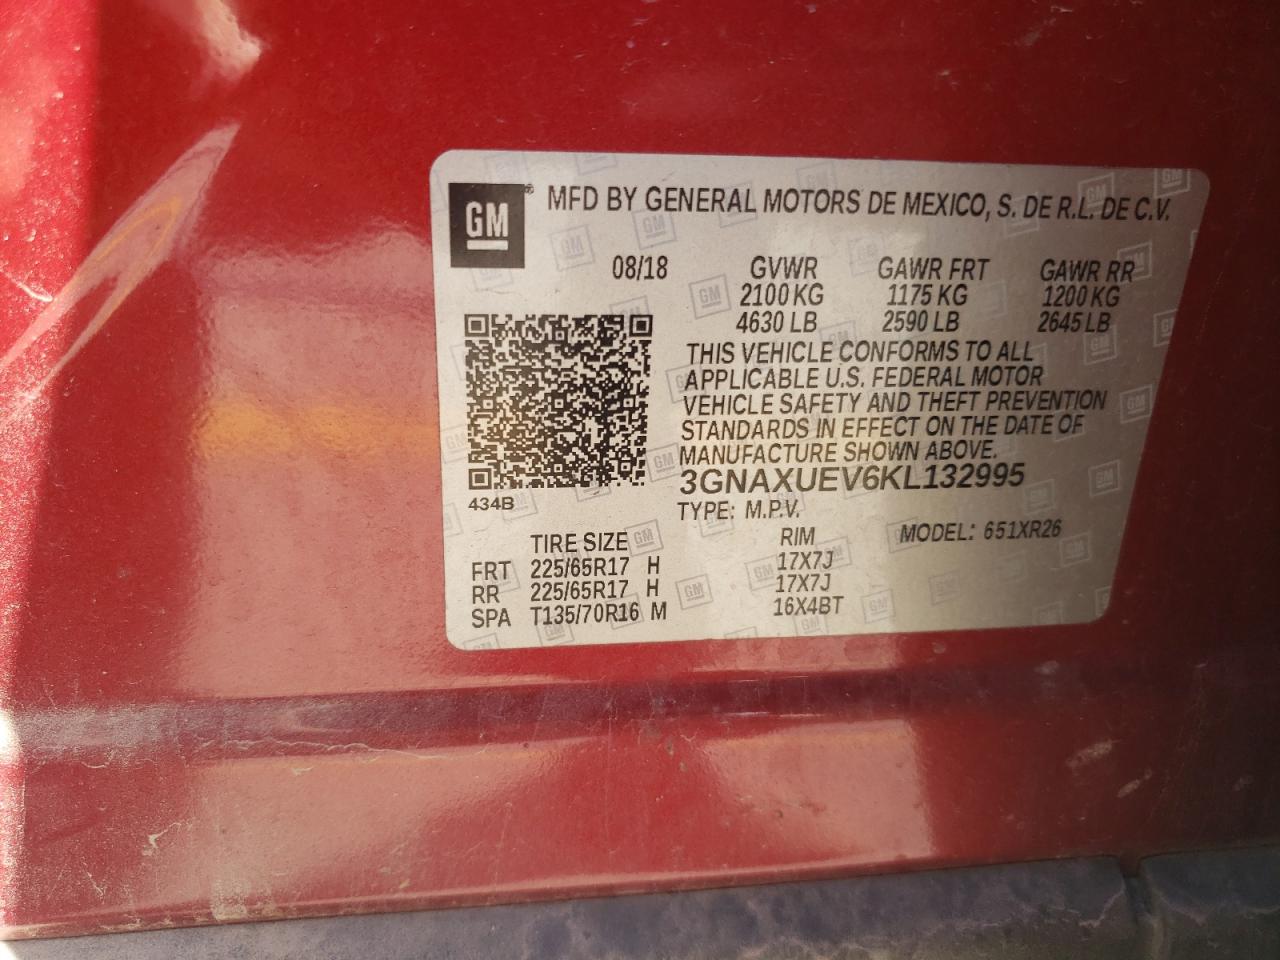 GM® MFD BY GENERAL MOTORS DE MEXICO, S. DE R.L. DE C.V.
08/18 GVWR GAWR FRT GAWR RR
2100 KG 1175 KG 1200 KG
4630 LB 2590 LB 2645 LB
THIS VEHICLE CONFORMS TO ALL
APPLICABLE U.S. FEDERAL MOTOR
VEHICLE SAFETY AND THEFT PREVENTION
STANDARDS IN EFFECT ON THE DATE OF
MANUFACTURE SHOWN ABOVE.
3GNAXUEV6KL132995
434B
TYPE: M.P.V.
TIRE SIZE RIM MODEL: 651XR26
FRT 225/65R17 H 17X7J
RR 225/65R17 H 17X7J
SPA T135/70R16 M 16X4BT